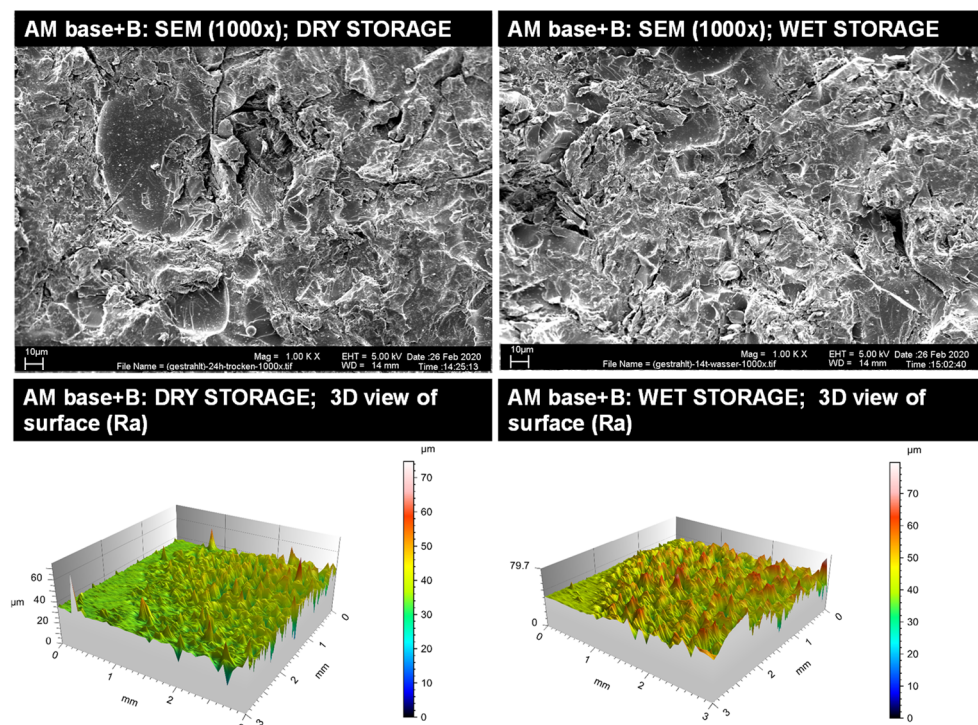 AM base+B: SEM (1000x); DRY STORAGE
AM base+B: SEM (1000x); WET STORAGE
10µm
Mag = 1.00 K X
EHT = 5.00 kV
Date :26 Feb 2020
File Name = (gestrahlt)-24h-trocken-1000x.tif
WD = 14 mm
Time :14:25:13
10µm
Mag = 1.00 K X
EHT = 5.00 kV
Date :26 Feb 2020
File Name = (gestrahlt)-14t-wasser-1000x.tif
WD = 14 mm
Time :15:02:40
AM base+B: DRY STORAGE; 3D view of
surface (Ra)
AM base+B: WET STORAGE; 3D view of
surface (Ra)
µm
70
60
50
40
30
20
10
0
60
µm
40
20
0
0
1
mm
2
3
0
1
2
mm
3
µm
70
60
50
40
30
20
10
0
79.7
0
0
1
mm
2
3
0
1
2
mm
3